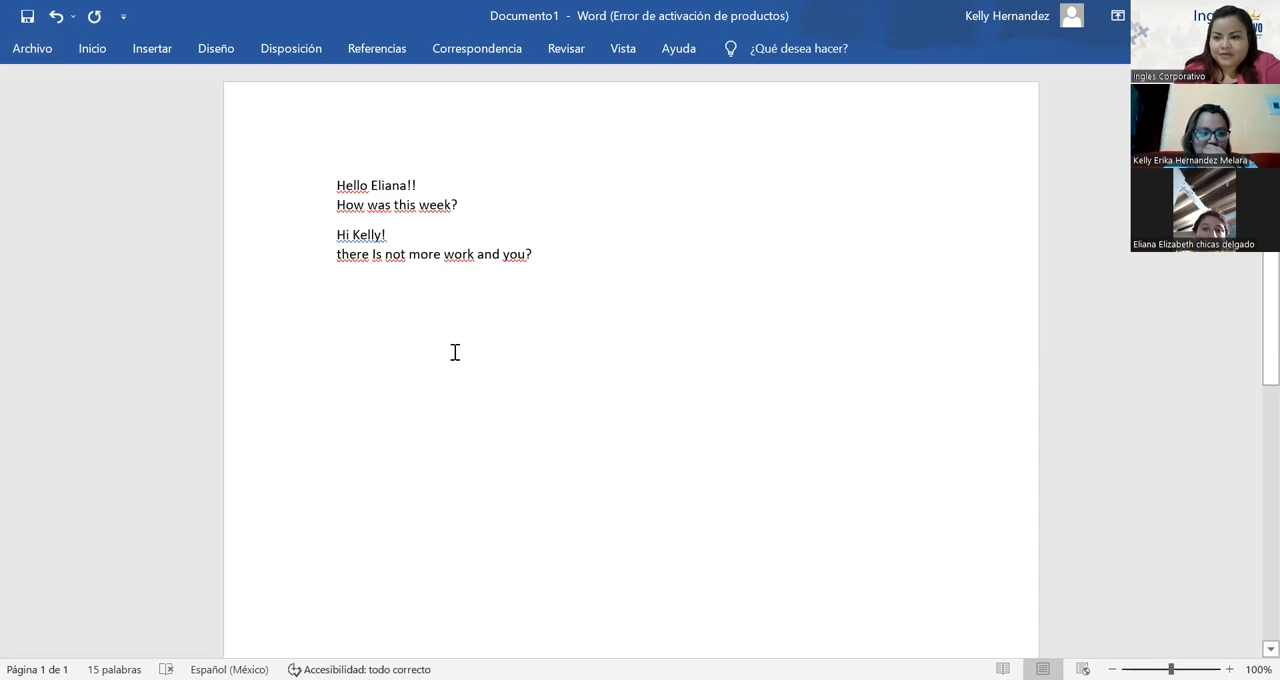 Documento1 - Word (Error de activación de productos)
Kelly Hernandez
Archivo Inicio Insertar Diseño Disposición Referencias Correspondencia Revisar Vista Ayuda ¿Qué desea hacer?
Ingles Corporativo
Kelly Erika Hernandez Melara
Eliana Elizabeth chicas delgado
Hello Eliana!!
How was this week?
Hi Kelly!
there Is not more work and you?
Página 1 de 1 15 palabras Español (México) Accesibilidad: todo correcto 100%